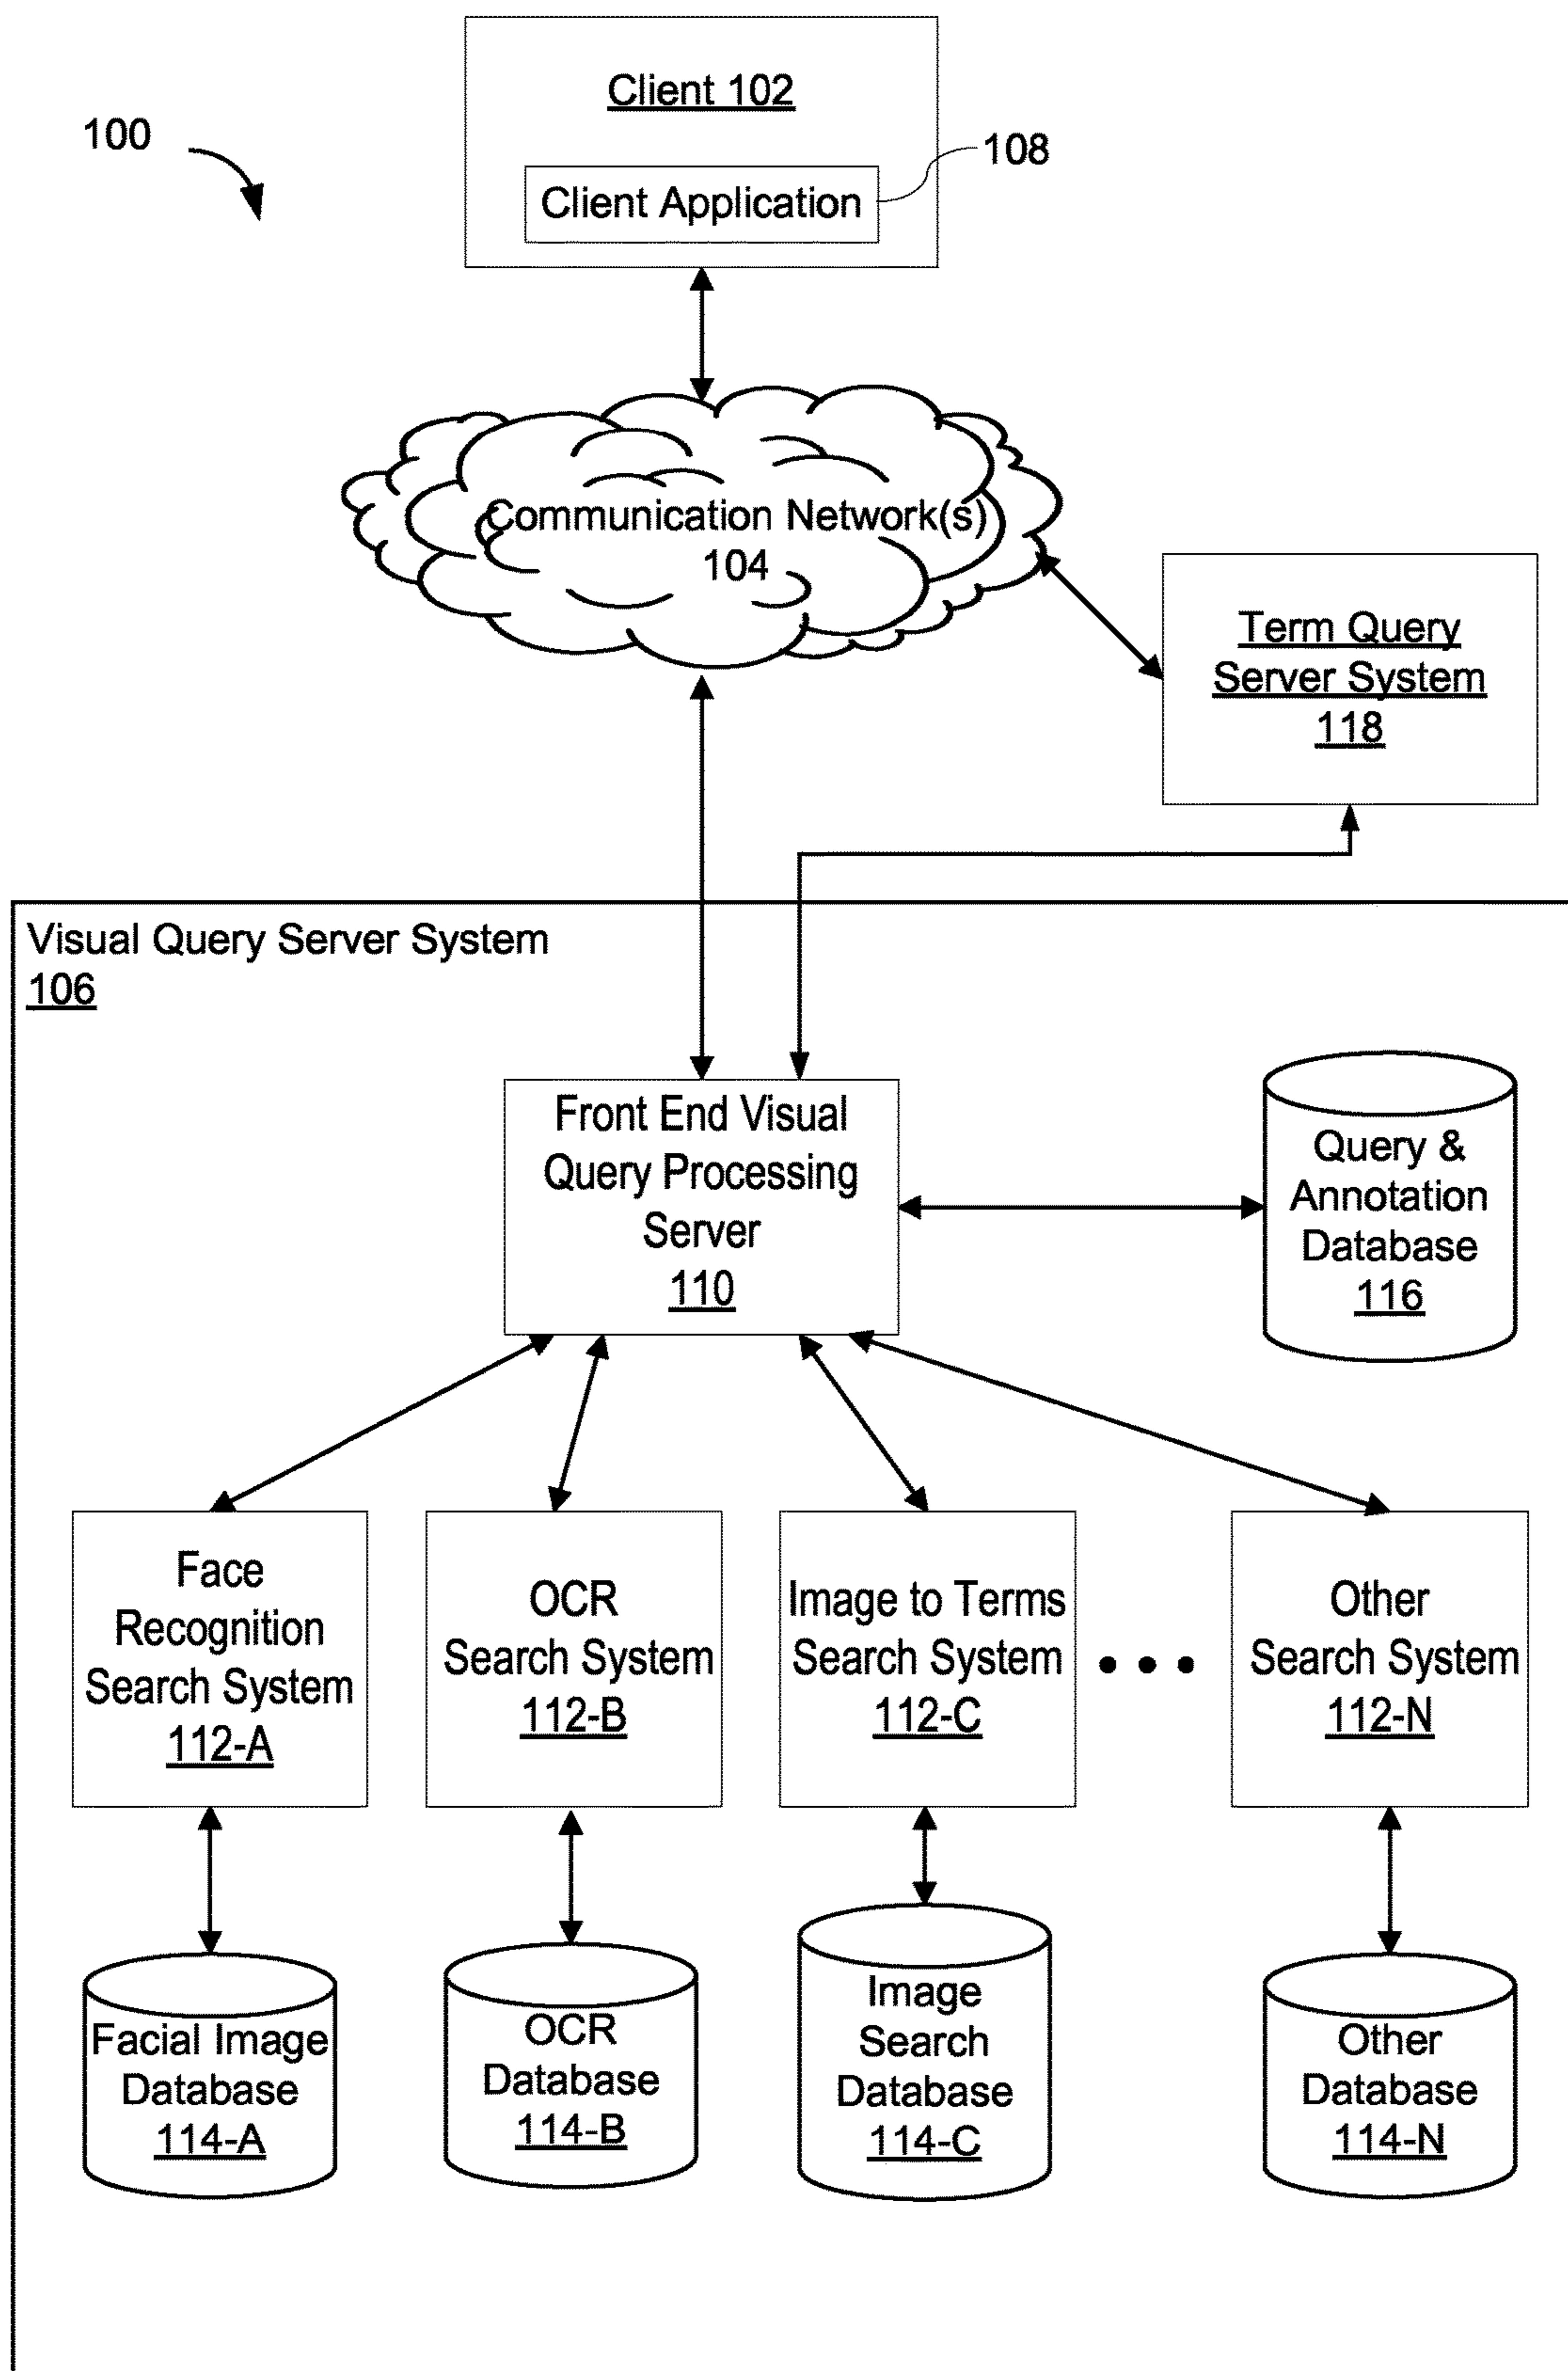 Client 102
100
108
Client Application
Communication Network(s)
104
Term Query
Server System
118
Visual Query Server System
106
Front End Visual
Query Processing
Server
110
Query &
Annotation
Database
116
Face
Recognition
Search System
112-A
OCR
Search System
112-B
Image to Terms
Search System
112-C
• • •
Other
Search System
112-N
Facial Image
Database
114-A
OCR
Database
114-B
Image
Search
Database
114-C
Other
Database
114-N